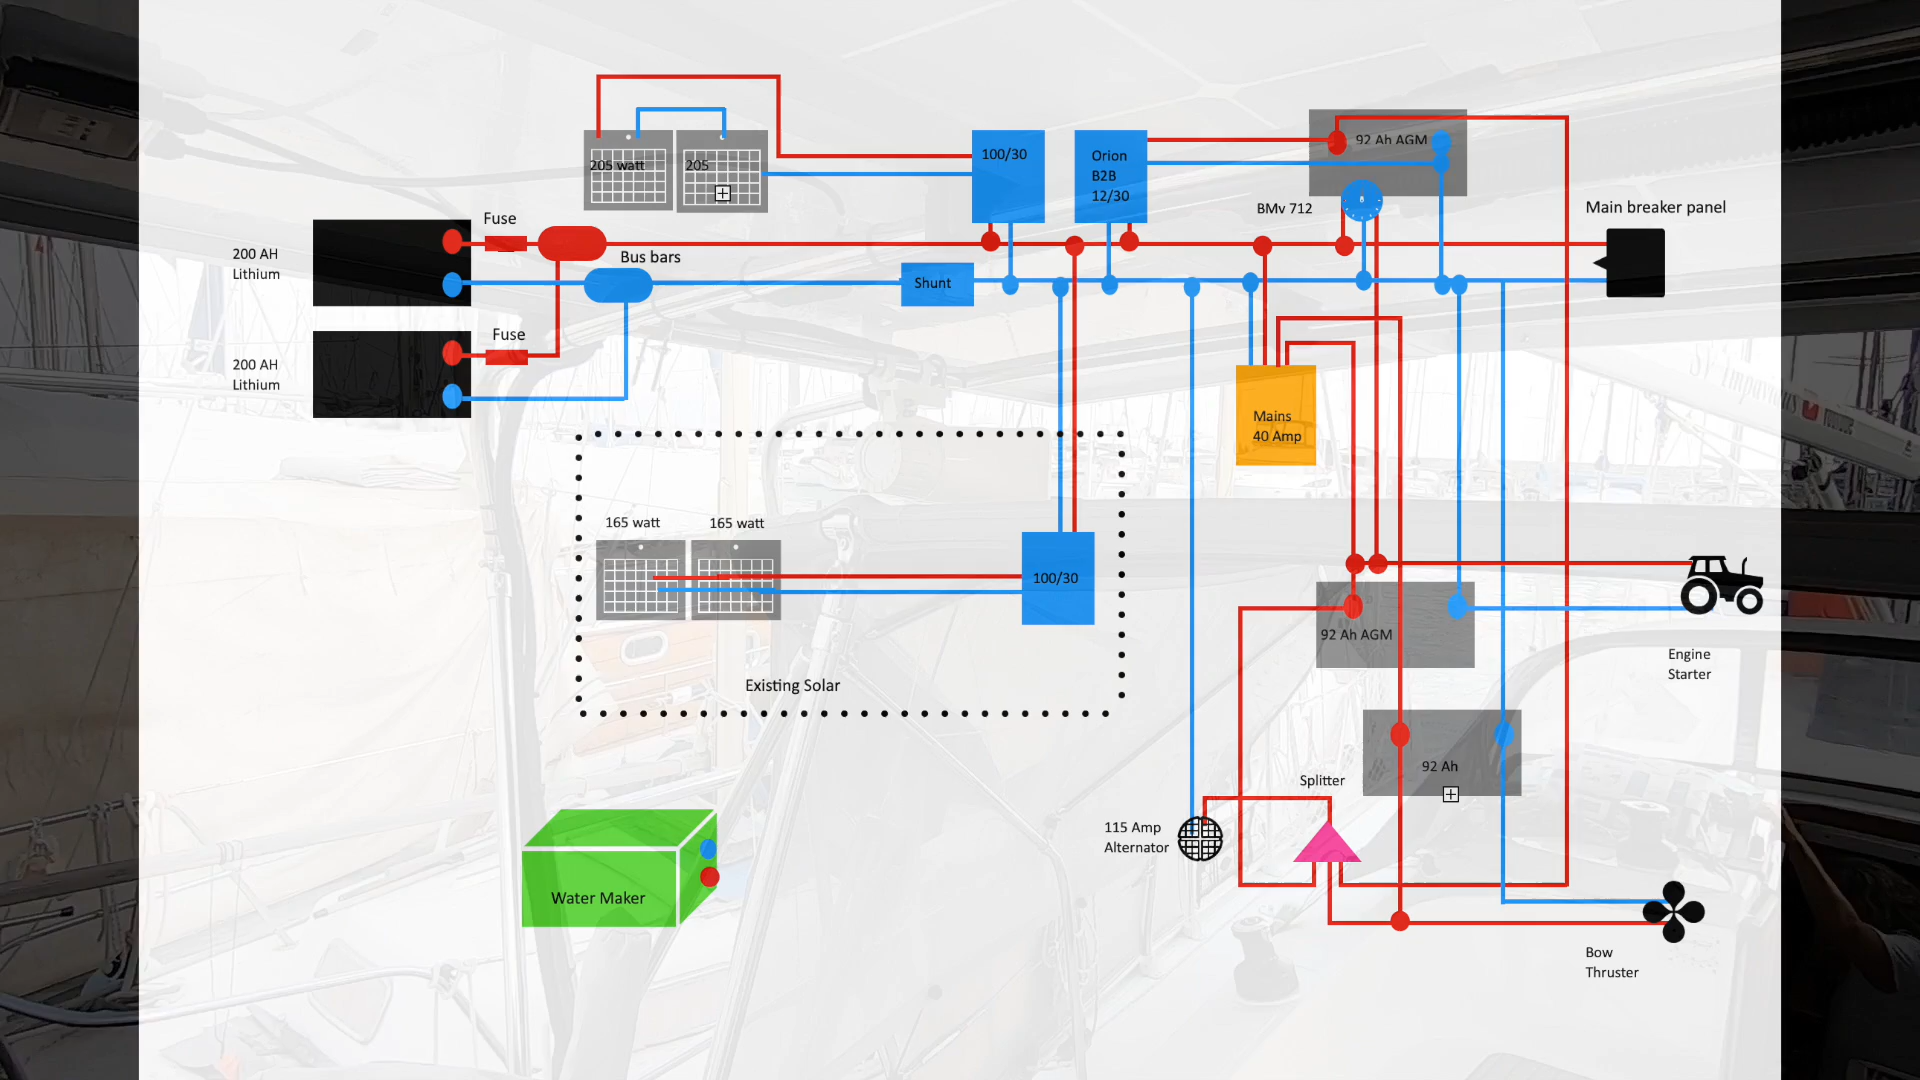 205 watt
205
100/30
Orion
B2B
12/30
92 Ah AGM
BMv 712
Main breaker panel
Fuse
Bus bars
200 AH
Lithium
Shunt
Fuse
200 AH
Lithium
Mains
40 Amp
165 watt
165 watt
100/30
Existing Solar
92 Ah AGM
Engine
Starter
92 Ah
Splitter
115 Amp
Alternator
Water Maker
Bow
Thruster